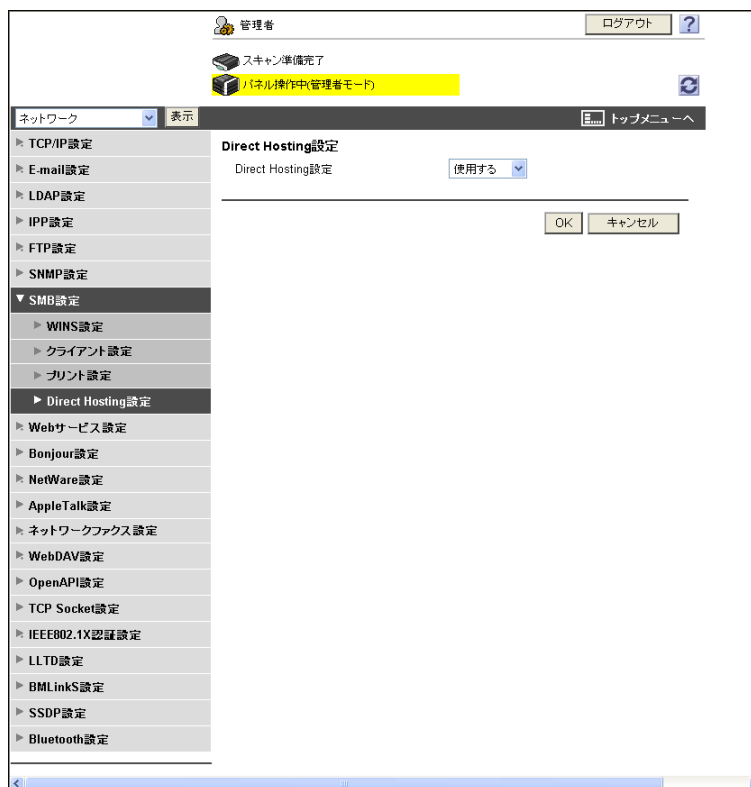 管理者
ログアウト
?
スキャン準備完了
パネル操作中(管理者モード)
ネットワーク
表示
トップメニューへ
TCP/IP設定
E-mail設定
LDAP設定
IPP設定
FTP設定
SNMP設定
SMB設定
WINS設定
クライアント設定
プリント設定
Direct Hosting設定
Webサービス設定
Bonjour設定
NetWare設定
AppleTalk設定
ネットワークファクス設定
WebDAV設定
OpenAPI設定
TCP Socket設定
IEEE802.1X認証設定
LLTD設定
BMLinkS設定
SSDP設定
Bluetooth設定
Direct Hosting設定
Direct Hosting設定 使用する
OK キャンセル